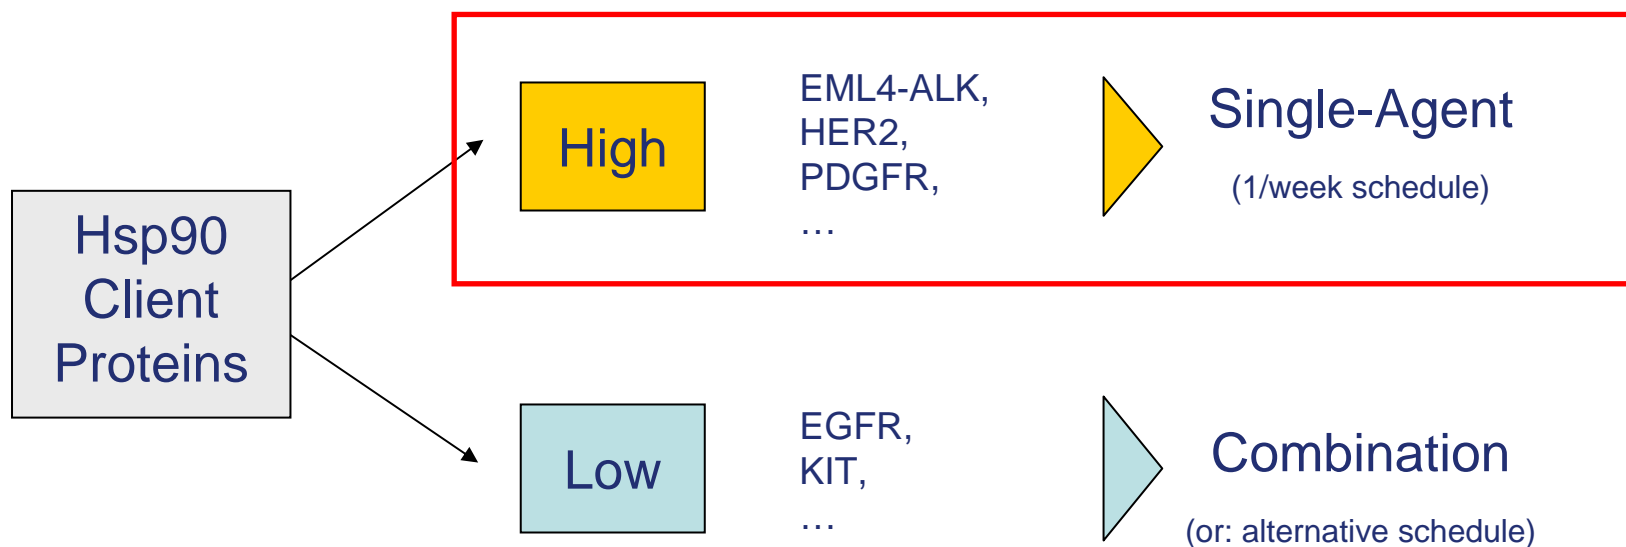 Hsp90
Client
Proteins
High
EML4-ALK,
HER2,
PDGFR,
…
Single-Agent
(1/week schedule)
Low
EGFR,
KIT,
…
Combination
(or: alternative schedule)